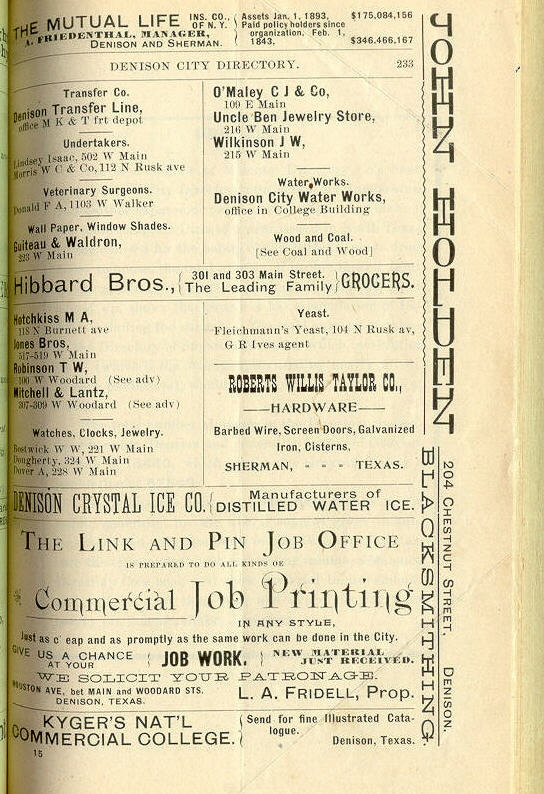 THE MUTUAL LIFE INS. CO., OF N.Y.
A. FRIEDENTHAL, MANAGER,
DENISON AND SHERMAN.
Assets Jan. 1, 1893, $175,084,156
Paid policy holders since
organization, Feb. 1,
1843, $346,466,167
DENISON CITY DIRECTORY. 233
Transfer Co.
Denison Transfer Line,
office M K & T frt depot
Undertakers.
Lindsey Isaac, 502 W Main
Morris W C & Co, 112 N Rusk ave
Veterinary Surgeons.
Donald F A, 1103 W Walker
Wall Paper, Window Shades.
Guiteau & Waldron,
223 W Main
O'Maley C J & Co,
109 E Main
Uncle Ben Jewelry Store,
216 W Main
Wilkinson J W,
215 W Main
Water Works.
Denison City Water Works,
office in College Building
Wood and Coal.
[See Coal and Wood]
Hibbard Bros., 301 and 303 Main Street.
The Leading Family GROCERS.
Hotchkiss M A,
118 N Burnett ave
Jones Bros,
517-519 W Main
Robinson T W,
100 W Woodard (See adv)
Mitchell & Lantz,
307-309 W Woodard (See adv)
Watches, Clocks, Jewelry.
Bostwick W W, 221 W Main
Dougherty, 324 W Main
Dover A, 228 W Main
Yeast.
Fleichmann's Yeast, 104 N Rusk av,
G R Ives agent
ROBERTS WILLIS TAYLOR CO.,
HARDWARE
Barbed Wire, Screen Doors, Galvanized
Iron, Cisterns,
SHERMAN, " " " TEXAS.
DENISON CRYSTAL ICE CO. Manufacturers of
DISTILLED WATER ICE.
THE LINK AND PIN JOB OFFICE
IS PREPARED TO DO ALL KINDS OF
Commercial Job Printing
IN ANY STYLE,
Just as c eap and as promptly as the same work can be done in the City.
GIVE US A CHANCE
AT YOUR
JOB WORK.
NEW MATERIAL
JUST RECEIVED.
WE SOLICIT YOUR PATRONAGE.
HOUSTON AVE, bet MAIN and WOODARD STS.
DENISON, TEXAS.
L. A. FRIDELL, Prop.
KYGER'S NAT'L
COMMERCIAL COLLEGE.
Send for fine Illustrated Cata-
logue.
Denison, Texas.
15
JOHN HOLDEN
BLACKSMITHING
204 CHESTNUT STREET, DENISON.